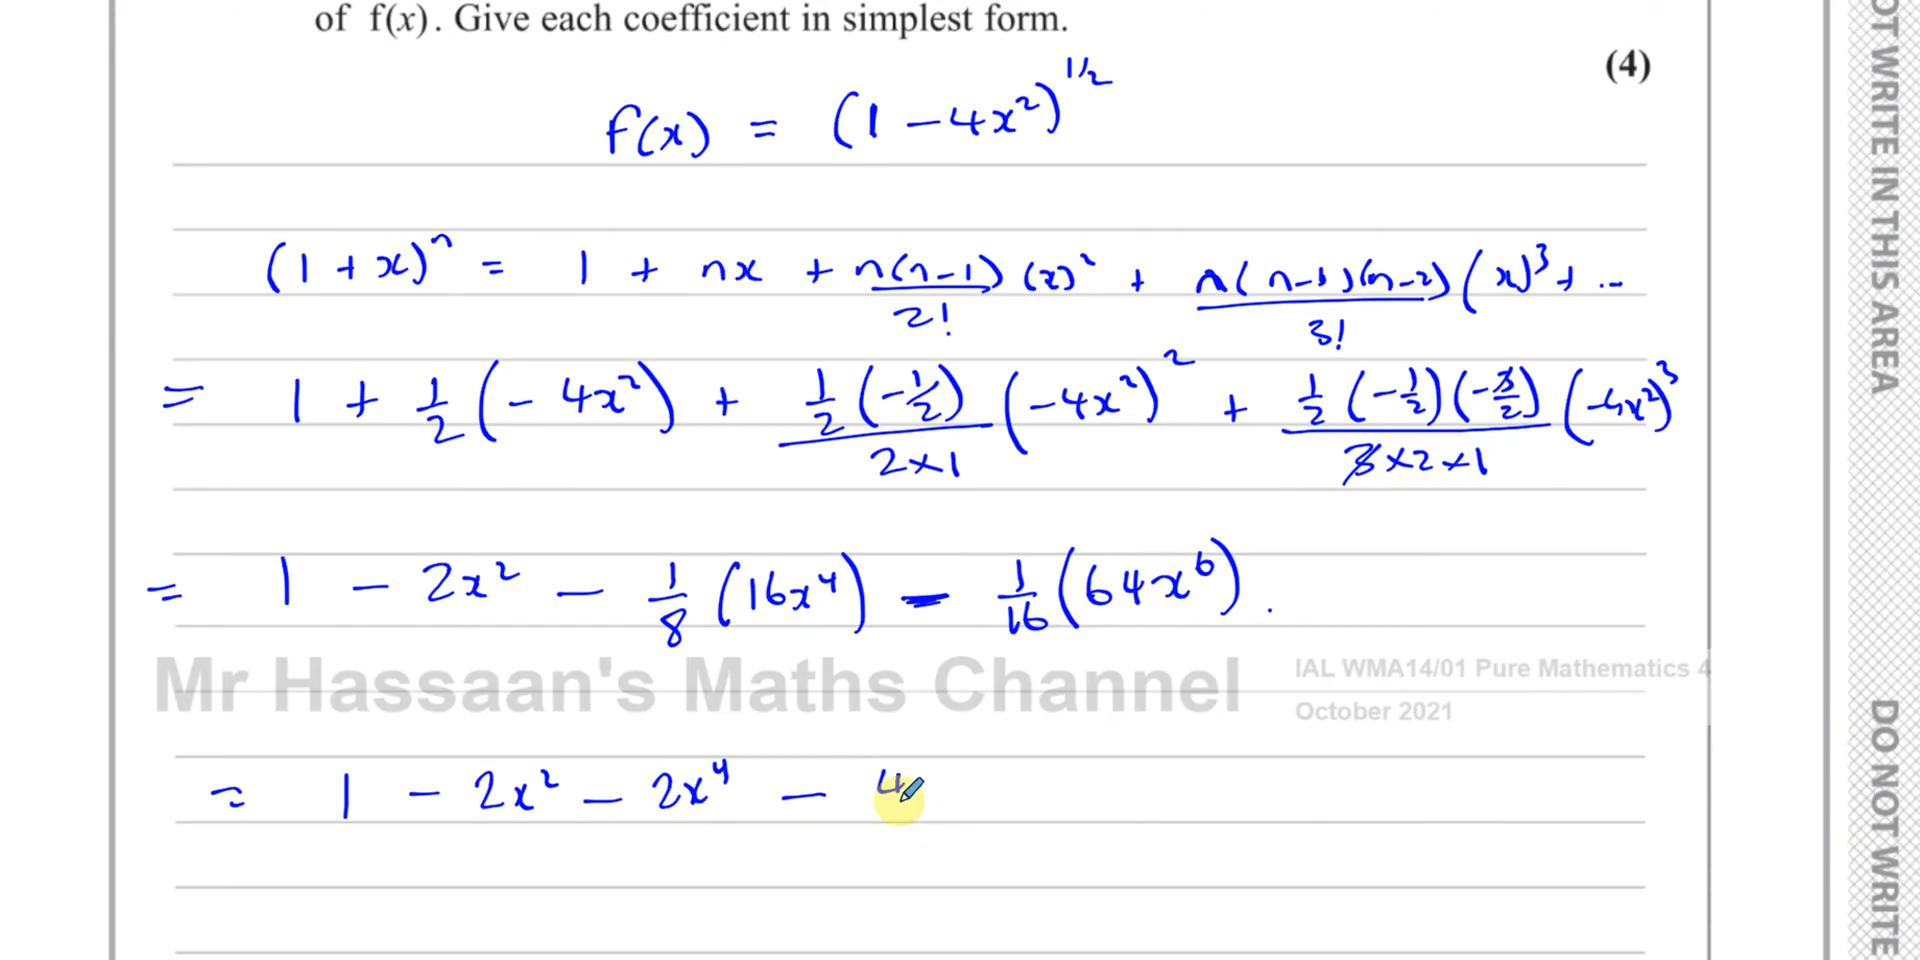 of f(x). Give each coefficient in simplest form.
(4)
f(x) = (1 - 4x²)^1/2
(1 + x)^n = 1 + nx + n(n-1)/2! (x)² + n(n-1)(n-2)/3! (x)³ + ...
= 1 + 1/2 (- 4x²) + 1/2 (-1/2)/2×1 (-4x²)² + 1/2 (-1/2)(-3/2)/3×2×1 (-4x²)³
= 1 - 2x² - 1/8 (16x⁴) - 1/16 (64x⁶).
Mr Hassaan's Maths Channel
IAL WMA14/01 Pure Mathematics 4
October 2021
= 1 - 2x² - 2x⁴ - 4
OT WRITE IN THIS AREA
DO NOT WRITE